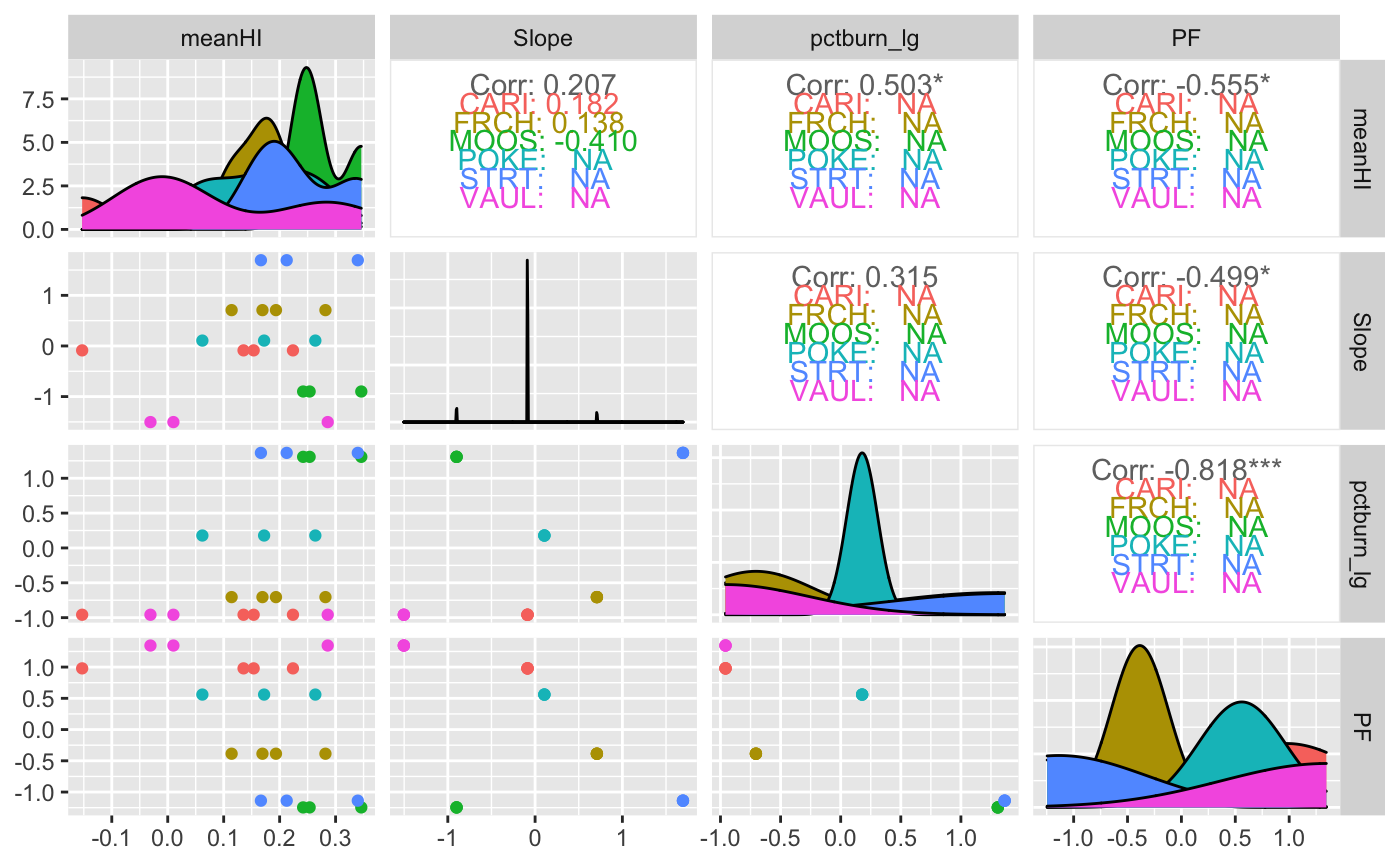 meanHI Slope pctburn_lg PF
7.5
5.0
2.5
0.0
Corr: 0.207
CARI: 0.182
FRCH: 0.138
MOOS: -0.410
POKE: NA
STRT: NA
VAUL: NA
Corr: 0.503*
CARI: NA
FRCH: NA
MOOS: NA
POKE: NA
STRT: NA
VAUL: NA
Corr: -0.555*
CARI: NA
FRCH: NA
MOOS: NA
POKE: NA
STRT: NA
VAUL: NA
meanHI
1
0
-1
Corr: 0.315
CARI: NA
FRCH: NA
MOOS: NA
POKE: NA
STRT: NA
VAUL: NA
Corr: -0.499*
CARI: NA
FRCH: NA
MOOS: NA
POKE: NA
STRT: NA
VAUL: NA
Slope
1.0
0.5
0.0
-0.5
-1.0
Corr: -0.818***
CARI: NA
FRCH: NA
MOOS: NA
POKE: NA
STRT: NA
VAUL: NA
pctburn_lg
1.0
0.5
0.0
-0.5
-1.0
PF
-0.1 0.0 0.1 0.2 0.3
-1 0 1
-1.0 -0.5 0.0 0.5 1.0
-1.0 -0.5 0.0 0.5 1.0